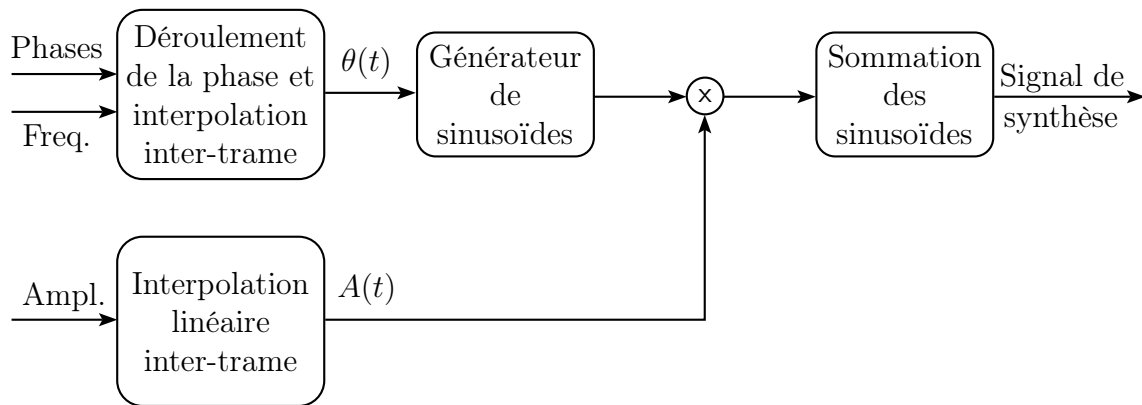 Phases
Freq.
Déroulement
de la phase et
interpolation
inter-trame
θ(t)
Générateur
de
sinusoïdes
x
Sommation
des
sinusoïdes
Signal de
synthèse
Ampl.
Interpolation
linéaire
inter-trame
A(t)